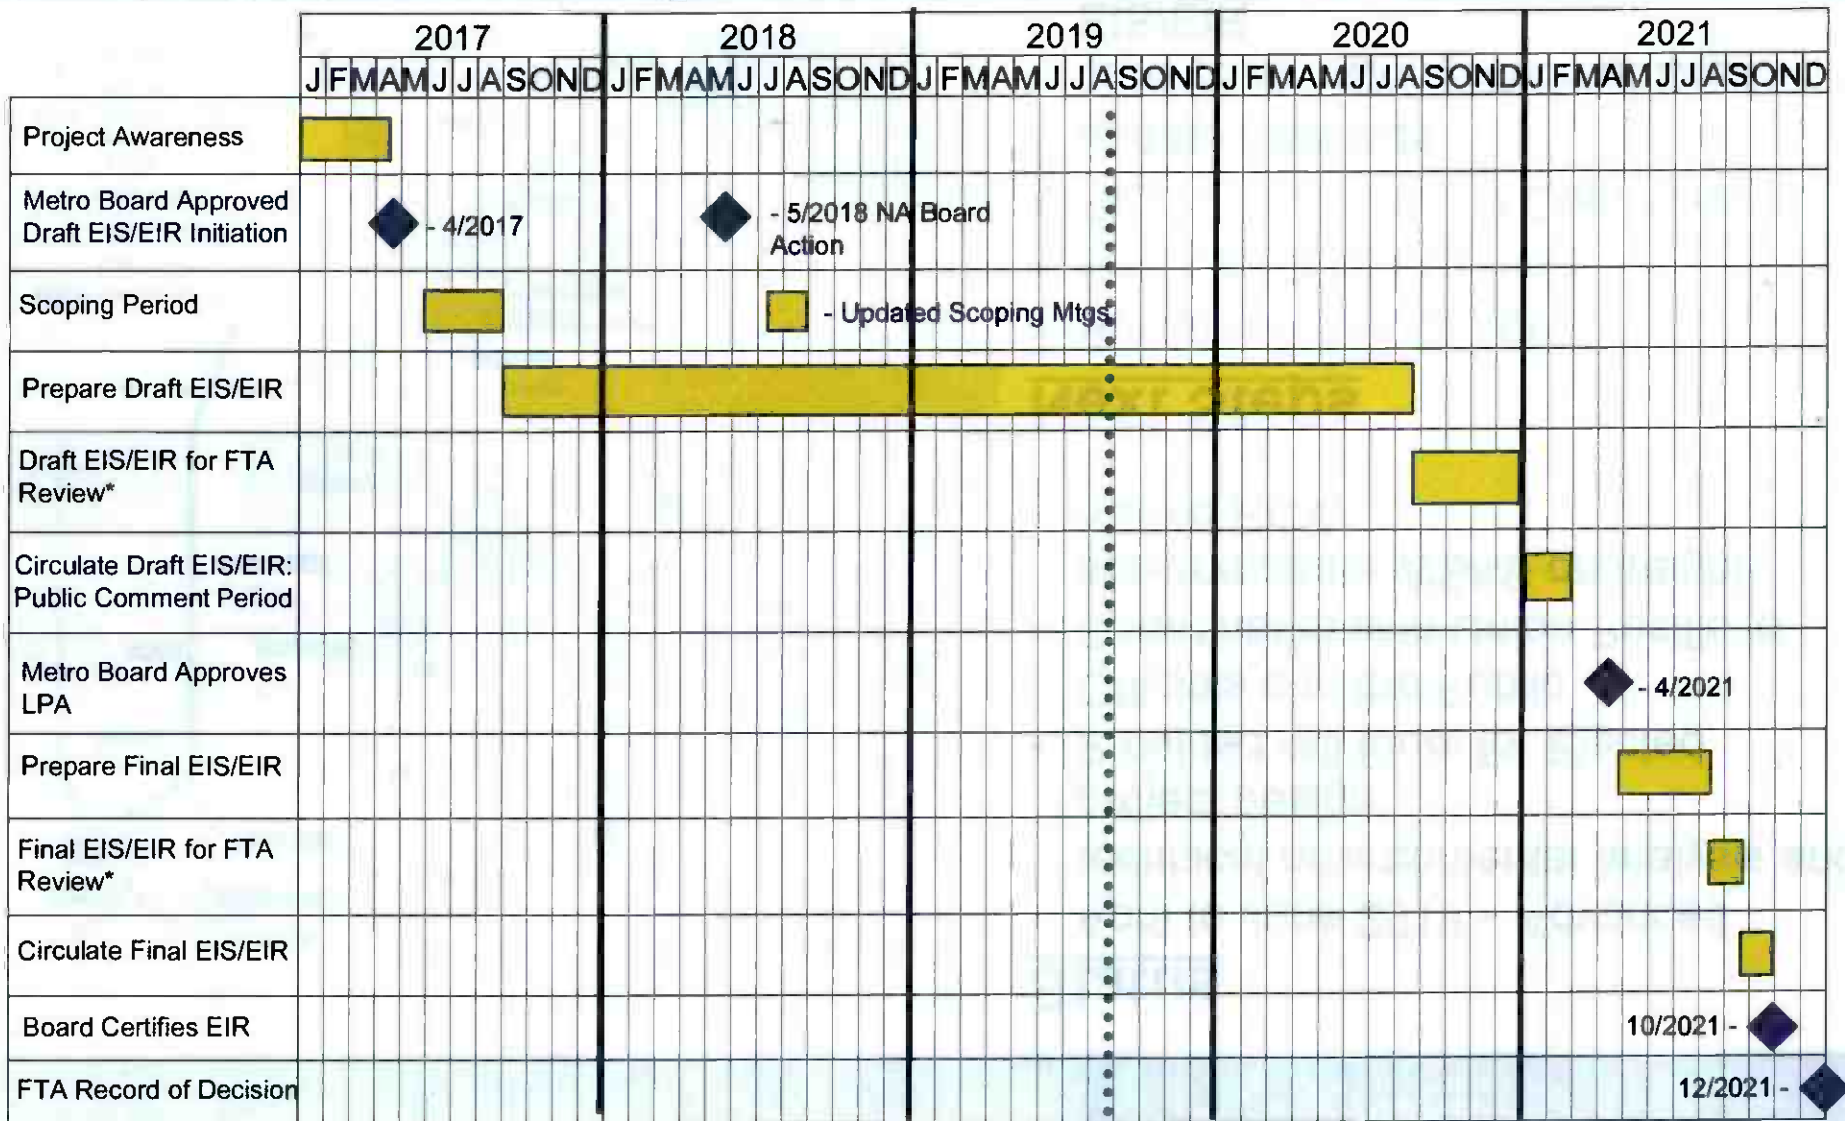 2017 2018 2019 2020 2021
J F M A M J J A S O N D J F M A M J J A S O N D J F M A M J J A S O N D J F M A M J J A S O N D J F M A M J J A S O N D
Project Awareness
Metro Board Approved
Draft EIS/EIR Initiation
- 4/2017
- 5/2018 NA Board
Action
Scoping Period
- Updated Scoping Mtgs
Prepare Draft EIS/EIR
Draft EIS/EIR for FTA
Review*
Circulate Draft EIS/EIR:
Public Comment Period
Metro Board Approves
LPA
- 4/2021
Prepare Final EIS/EIR
Final EIS/EIR for FTA
Review*
Circulate Final EIS/EIR
Board Certifies EIR
10/2021 -
FTA Record of Decision
12/2021 -